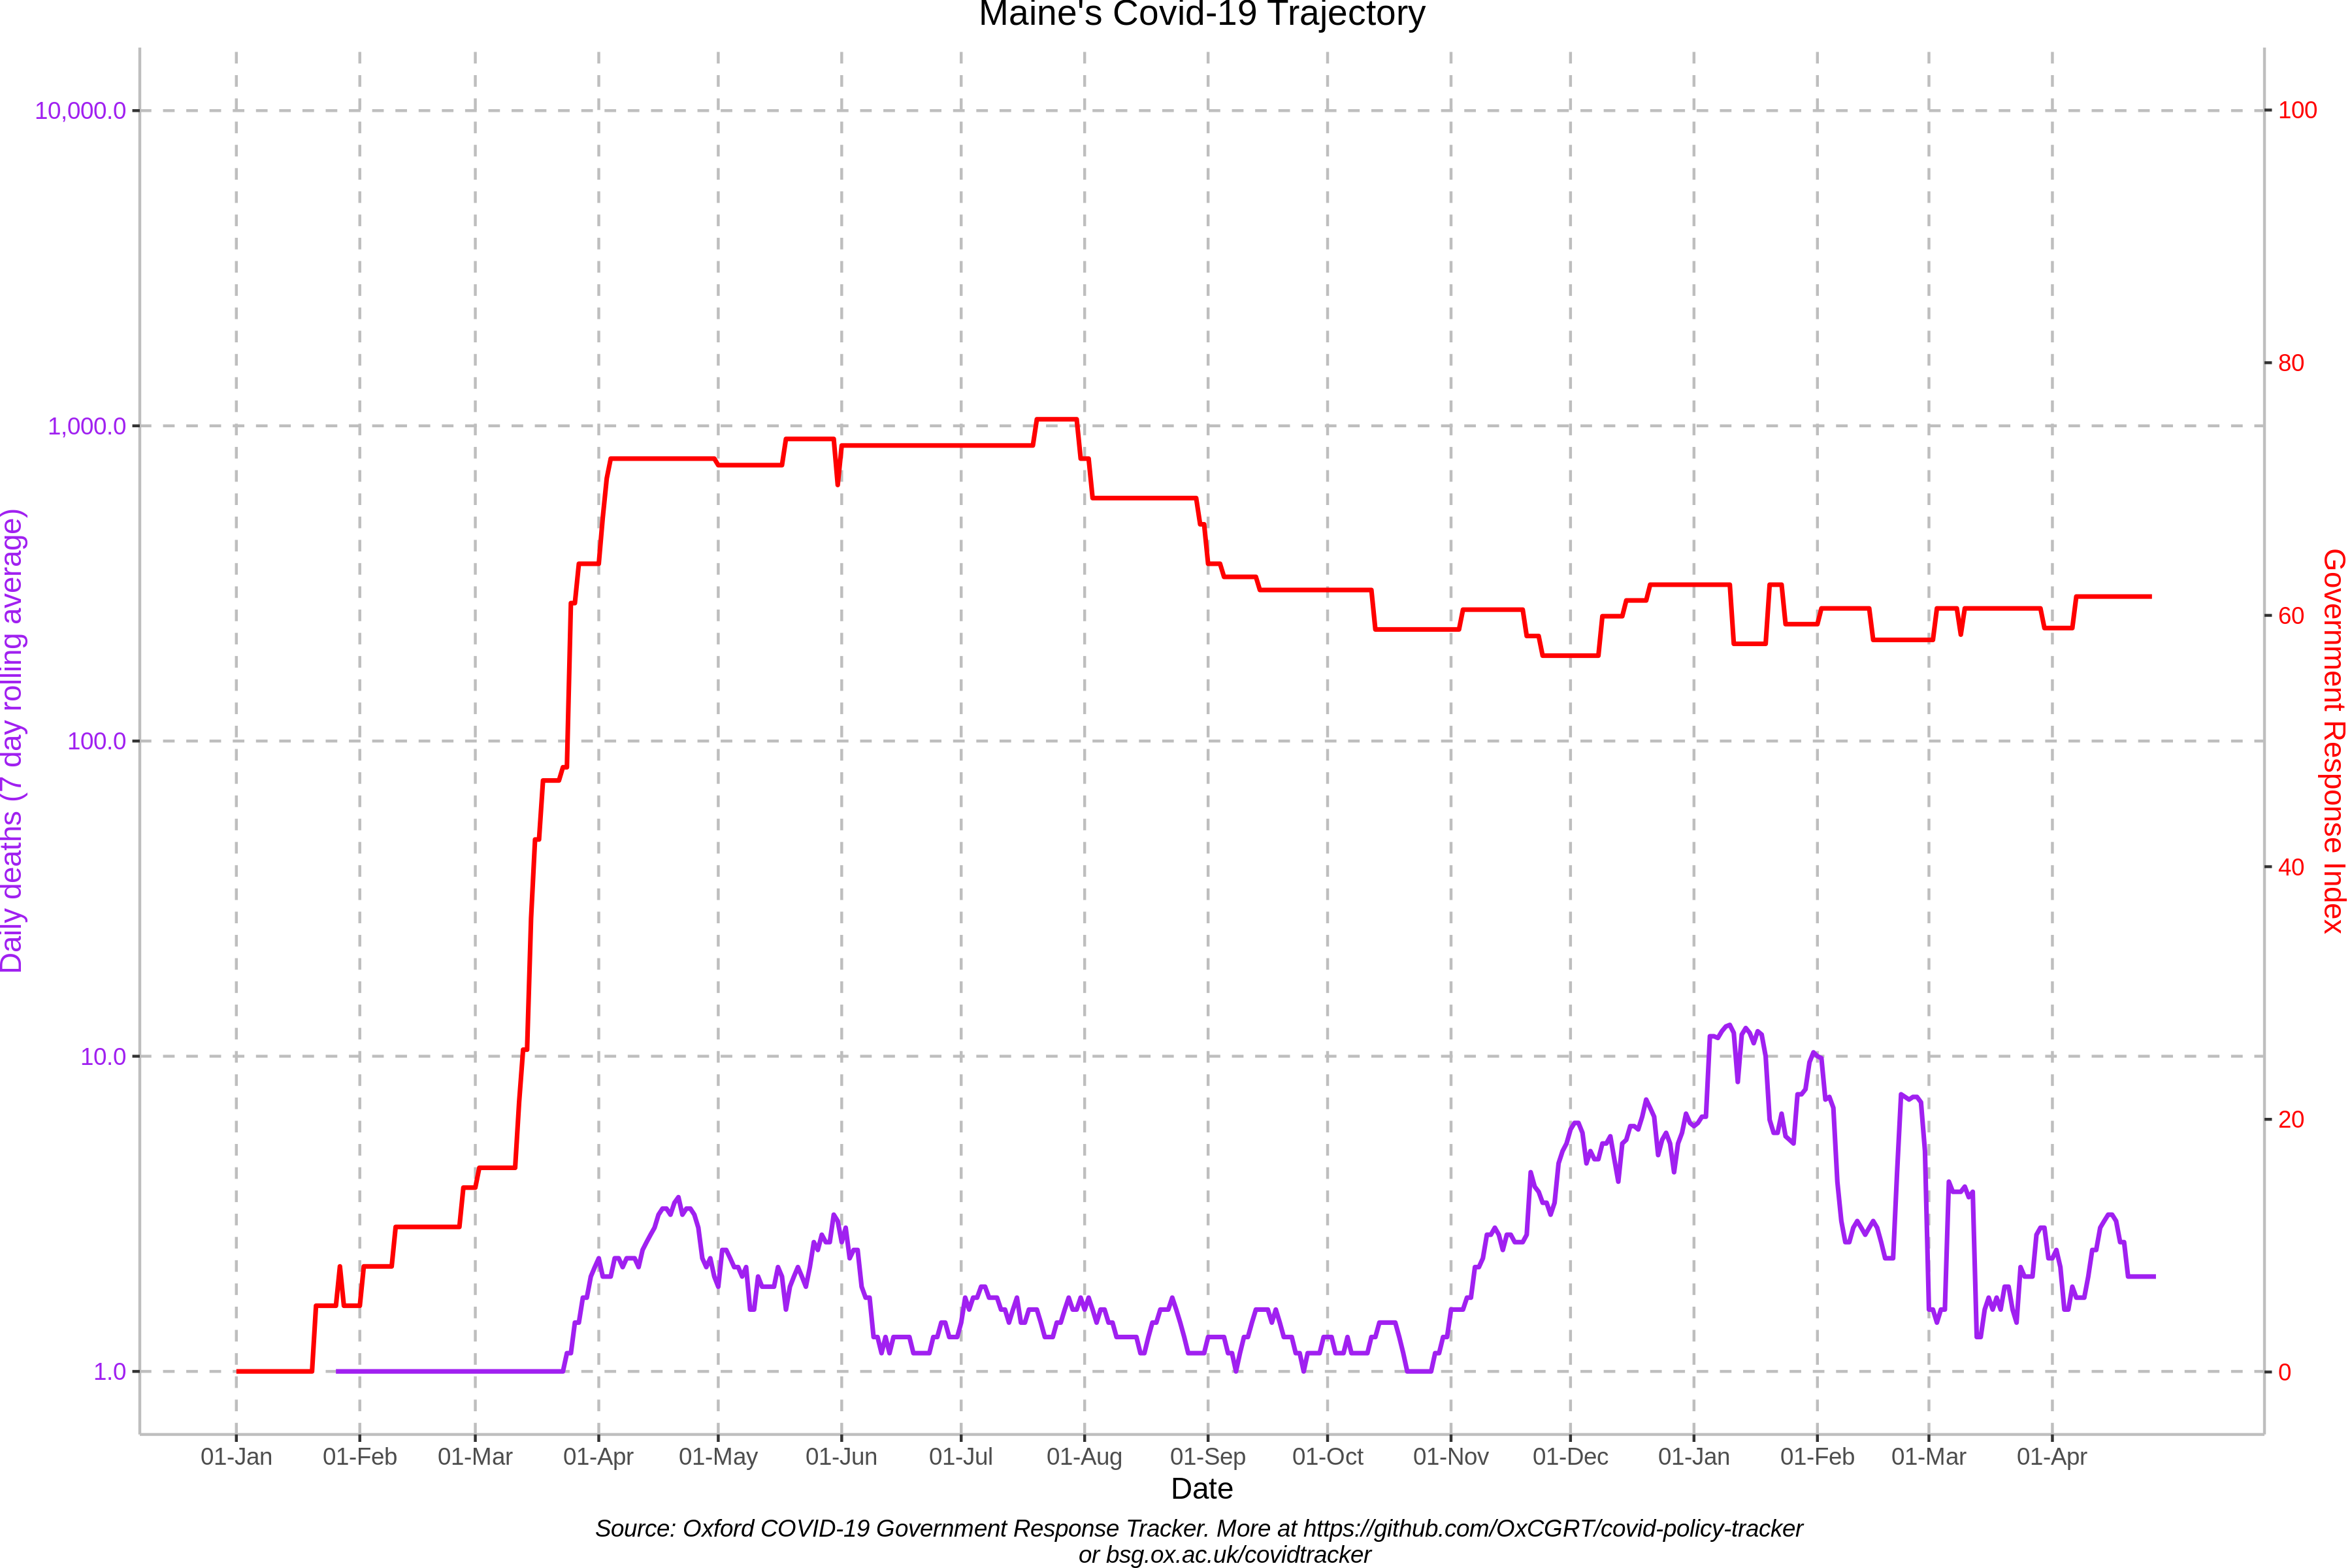 Maine's Covid-19 Trajectory
10,000.0
1,000.0
100.0
10.0
1.0
Daily deaths (7 day rolling average)
100
80
60
40
20
0
Government Response Index
01-Jan 01-Feb 01-Mar 01-Apr 01-May 01-Jun 01-Jul 01-Aug 01-Sep 01-Oct 01-Nov 01-Dec 01-Jan 01-Feb 01-Mar 01-Apr
Date
Source: Oxford COVID-19 Government Response Tracker. More at https://github.com/OxCGRT/covid-policy-tracker
or bsg.ox.ac.uk/covidtracker